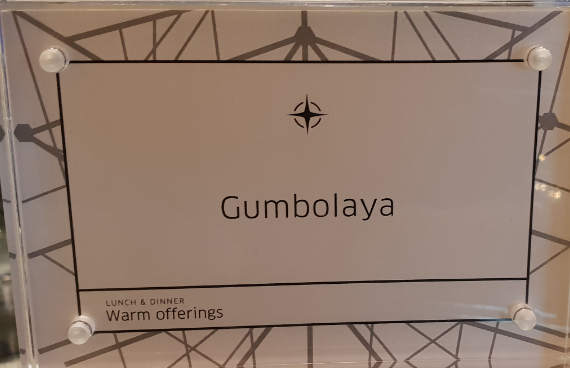 Gumbolaya
LUNCH & DINNER
Warm offerings